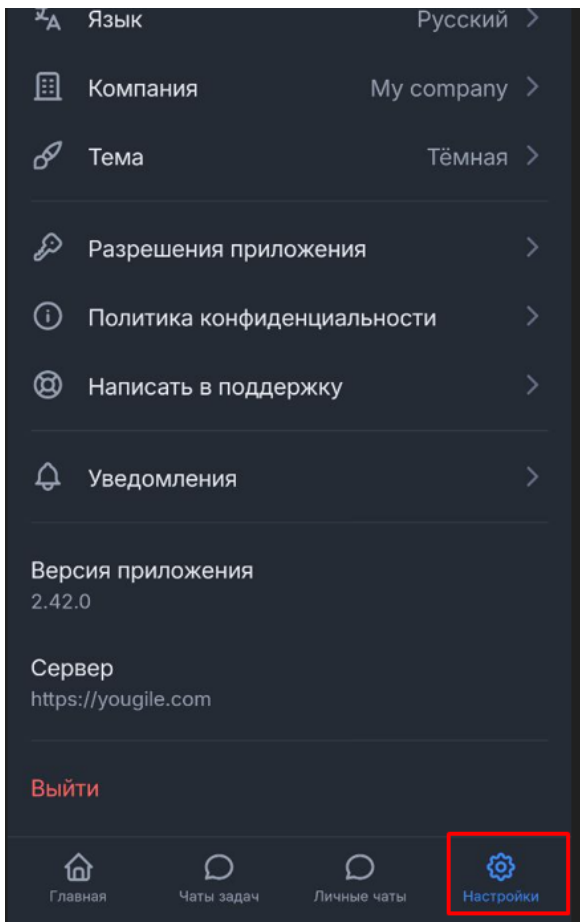 Язык Русский
Компания My company
Тема Тёмная
Разрешения приложения
Политика конфиденциальности
Написать в поддержку
Уведомления
Версия приложения
2.42.0
Сервер
https://yougile.com
Выйти
Главная Чаты задач Личные чаты Настройки